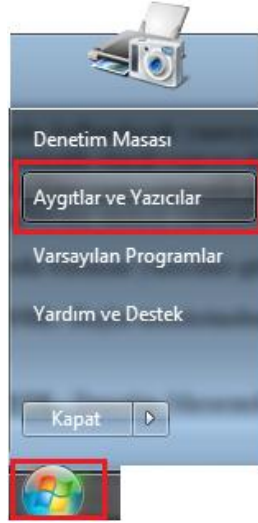 Denetim Masası
Aygıtlar ve Yazıcılar
Varsayılan Programlar
Yardım ve Destek
Kapat